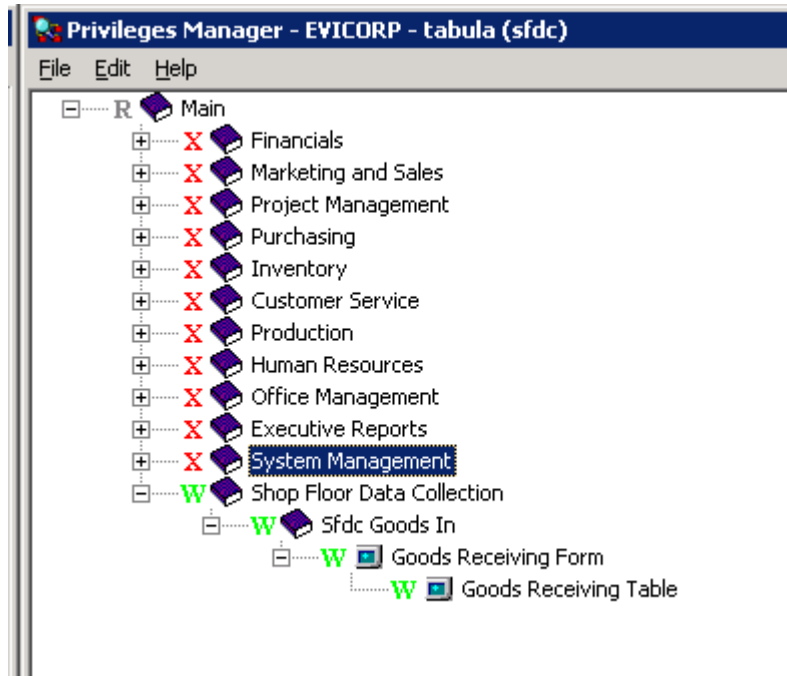 Privileges Manager - EVICORP - tabula (sfdc)
File Edit Help
R Main
X Financials
X Marketing and Sales
X Project Management
X Purchasing
X Inventory
X Customer Service
X Production
X Human Resources
X Office Management
X Executive Reports
X System Management
W Shop Floor Data Collection
W Sfdc Goods In
W Goods Receiving Form
W Goods Receiving Table